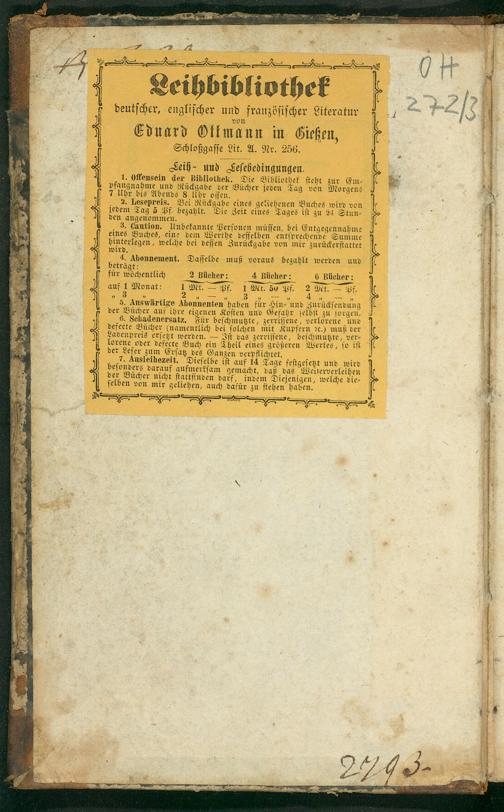 OH
272/3
Leihbibliothek
deutscher, englischer und französischer Literatur
von
Eduard Ottmann in Gießen,
Schloßgasse Lit. A. Nr. 256.
Leih- und Lesebedingungen.
1. Offensein der Bibliothek. Die Bibliothek steht zur Em-
pfangnahme und Rückgabe der Bücher jeden Tag von Morgens
7 Uhr bis Abends 8 Uhr offen.
2. Lesepreis. Bei Rückgabe eines geliehenen Buches wird von
jedem Tag 5 Pf bezahlt. Die Zeit eines Tages ist zu 24 Stun-
den angenommen.
3. Caution. Unbekannte Personen müssen, bei Entgegennahme
eines Buches, eine dem Werthe desselben entsprechende Summe
hinterlegen, welche bei dessen Zurückgabe von mir zurückerstattet
wird.
4. Abonnement. Dasselbe muß voraus bezahlt werden und
beträgt:
für wöchentlich 2 Bücher: 4 Bücher: 6 Bücher:
auf 1 Monat: 1 Mk. — Pf. 1 Mk. 50 Pf. 2 Mk. — Pf.
„ 3 „ 2 „ — „ 3 „ — „ 4 „ — „
5. Auswärtige Abonnenten haben für Hin- und Zurücksendung
der Bücher auf ihre eigenen Kosten und Gefahr selbst zu sorgen.
6. Schadenersatz. Für beschmutzte, zerrissene, verlorene und
defecte Bücher (namentlich bei solchen mit Kupfern ꝛc.) muß der
Ladenpreis ersetzt werden. — Ist das zerrissene, beschmutzte, ver-
lorene oder defecte Buch ein Theil eines größeren Werkes, so ist
der Leser zum Ersatz des Ganzen verpflichtet.
7. Ausleihezeit. Dieselbe ist auf 14 Tage festgesetzt und wird
besonders darauf aufmerksam gemacht, daß das Weiterverleihen
der Bücher nicht stattfinden darf, indem Diejenigen, welche die-
selben von mir geliehen, auch dafür zu stehen haben.
2793.